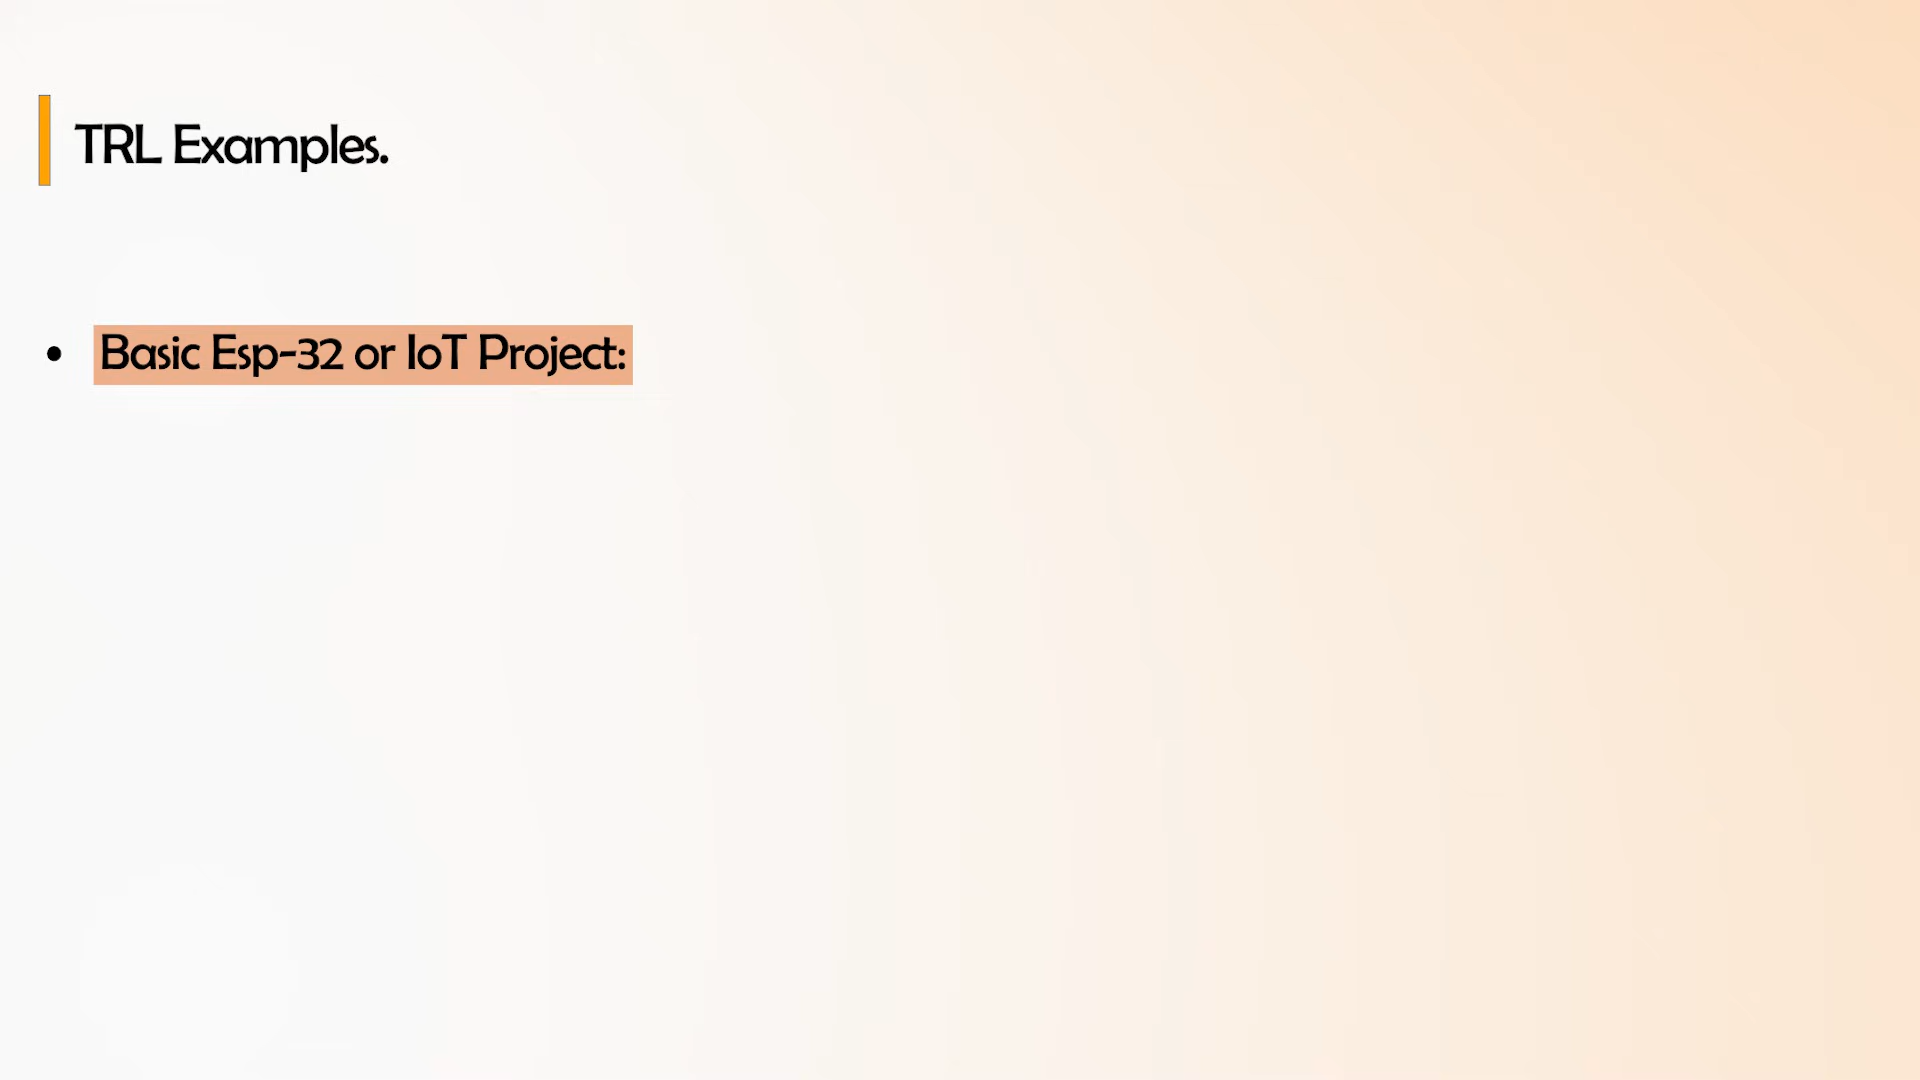 TRL Examples.
• Basic Esp-32 or IoT Project: